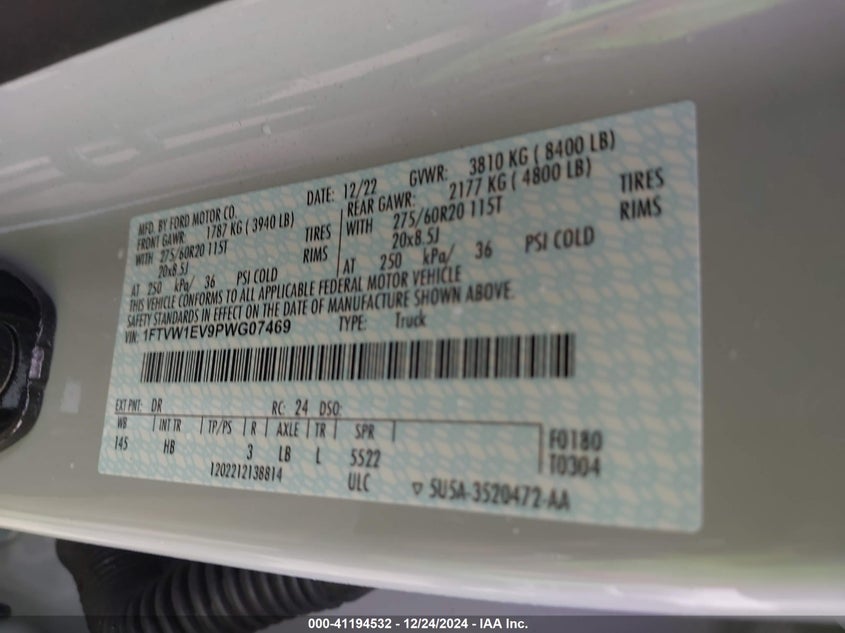 MFD. BY FORD MOTOR CO.
DATE: 12/22 GVWR: 3810 KG ( 8400 LB)
FRONT GAWR: 1787 KG ( 3940 LB)
REAR GAWR: 2177 KG ( 4800 LB)
WITH 275/60R20 115T TIRES
WITH 275/60R20 115T TIRES
20x8.5J RIMS
20x8.5J RIMS
AT 250 kPa/ 36 PSI COLD
AT 250 kPa/ 36 PSI COLD
THIS VEHICLE CONFORMS TO ALL APPLICABLE FEDERAL MOTOR VEHICLE
SAFETY STANDARDS IN EFFECT ON THE DATE OF MANUFACTURE SHOWN ABOVE.
VIN: 1FTVW1EV9PWG07469 TYPE: Truck
EXT PNT: DR RC: 24 DSO:
WB INT TR TP/PS R AXLE TR SPR
145 HB 3 LB L 5522
F0180
T0304
1202212138814 ULC
▽ 5U5A-3520472-AA
000-41194532 - 12/24/2024 - IAA Inc.